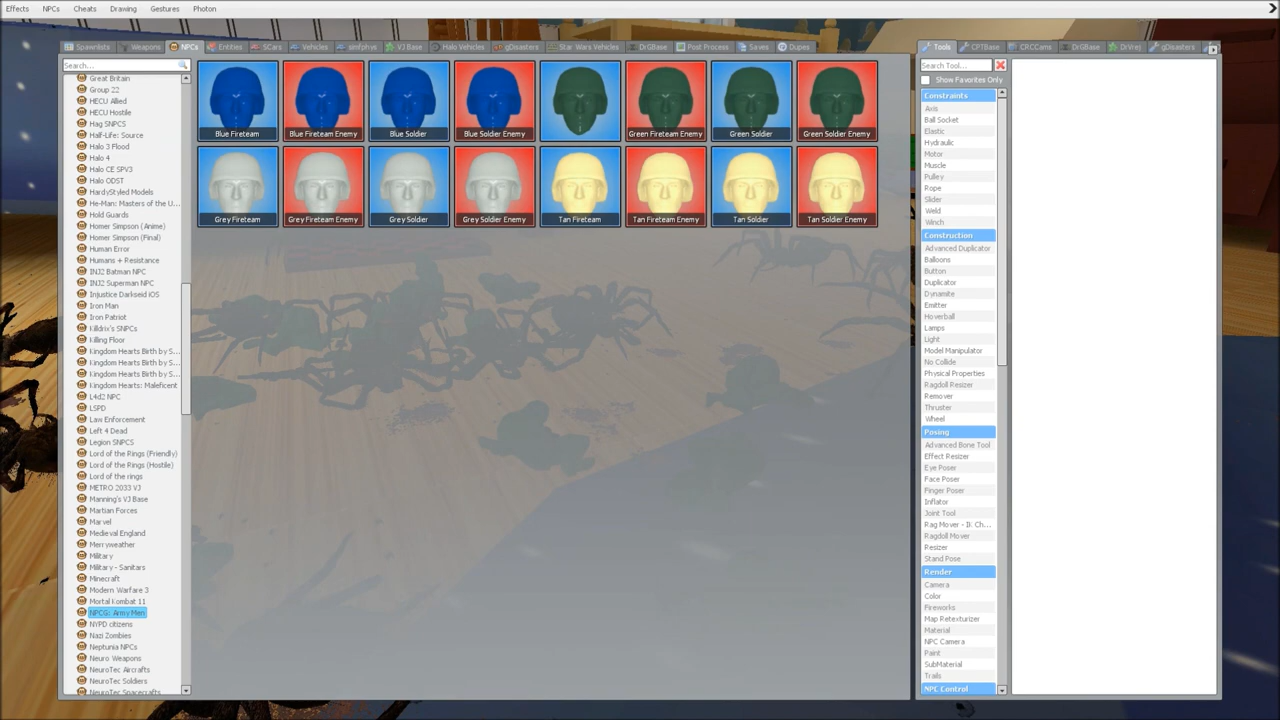 Effects NPCs Cheats Drawing Gestures Photon
Spawnlists Weapons NPCs Entities SCars Vehicles simfphys VJ Base Halo Vehicles gDisasters Star Wars Vehicles DrGBase Post Process Saves Dupes
Search...
Great Britain
Group 22
HECU Allied
HECU Hostile
Hag SNPCS
Half-Life: Source
Halo 3 Flood
Halo 4
Halo CE SPV3
Halo ODST
HardyStyled Models
He-Man: Masters of the U...
Hold Guards
Homer Simpson (Anime)
Homer Simpson (Final)
Human Error
Humans + Resistance
INJ2 Batman NPC
INJ2 Superman NPC
Injustice Darkseid iOS
Iron Man
Iron Patriot
Killdrix's SNPCs
Killing Floor
Kingdom Hearts Birth by S...
Kingdom Hearts Birth by S...
Kingdom Hearts Birth by S...
Kingdom Hearts: Maleficent
L4d2 NPC
LSPD
Law Enforcement
Left 4 Dead
Legion SNPCS
Lord of the Rings (Friendly)
Lord of the Rings (Hostile)
Lord of the rings
METRO 2033 VJ
Manning's VJ Base
Martian Forces
Marvel
Medieval England
Merryweather
Military
Military - Sanitars
Minecraft
Modern Warfare 3
Mortal Kombat 11
NPCG: Army Men
NYPD citizens
Nazi Zombies
Neptunia NPCs
Neuro Weapons
NeuroTec Aircrafts
NeuroTec Soldiers
NeuroTec Spacecrafts
Blue Fireteam Blue Fireteam Enemy Blue Soldier Blue Soldier Enemy Green Fireteam Enemy Green Soldier Green Soldier Enemy
Grey Fireteam Grey Fireteam Enemy Grey Soldier Grey Soldier Enemy Tan Fireteam Tan Fireteam Enemy Tan Soldier Tan Soldier Enemy
Tools CPTBase CRCCams DrGBase DrVrej gDisasters
Search Tool...
Show Favorites Only
Constraints
Axis
Ball Socket
Elastic
Hydraulic
Motor
Muscle
Pulley
Rope
Slider
Weld
Winch
Construction
Advanced Duplicator
Balloons
Button
Duplicator
Dynamite
Emitter
Hoverball
Lamps
Light
Model Manipulator
No Collide
Physical Properties
Ragdoll Resizer
Remover
Thruster
Wheel
Posing
Advanced Bone Tool
Effect Resizer
Eye Poser
Face Poser
Finger Poser
Inflator
Joint Tool
Rag Mover - IK Ch...
Ragdoll Mover
Resizer
Stand Pose
Render
Camera
Color
Fireworks
Map Retexturizer
Material
NPC Camera
Paint
SubMaterial
Trails
NPC Control